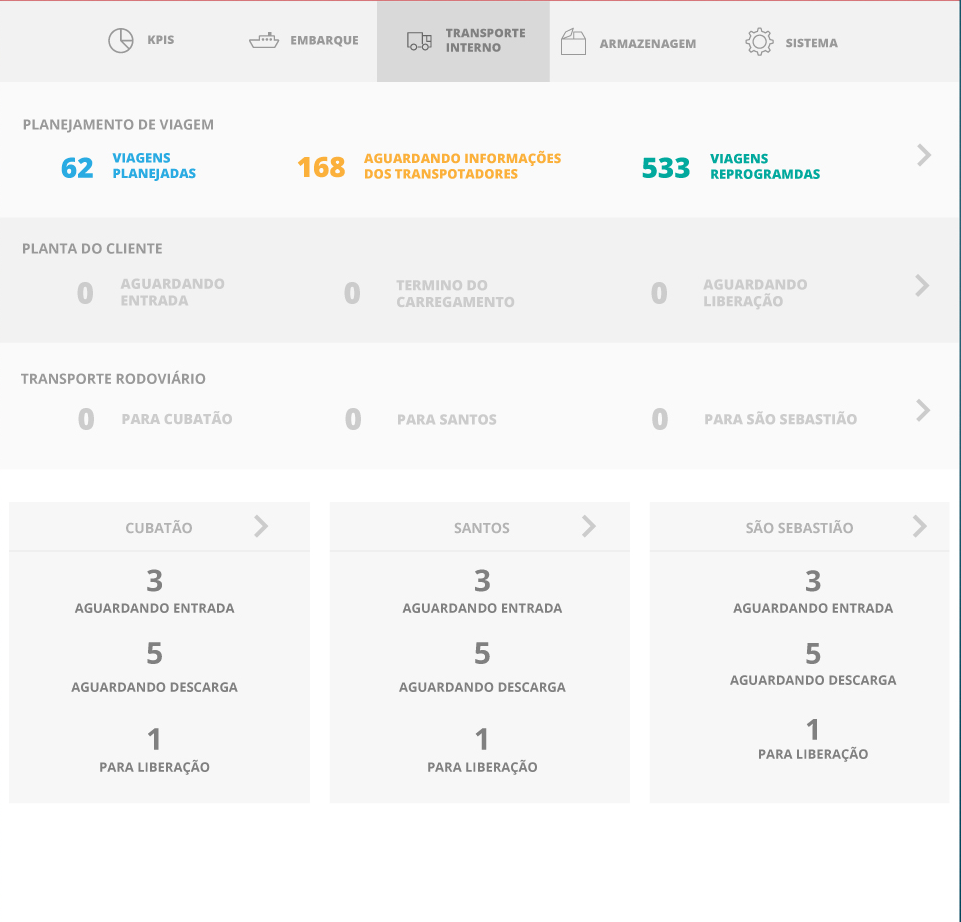 KPIS
EMBARQUE
TRANSPORTE
INTERNO
ARMAZENAGEM
SISTEMA
PLANEJAMENTO DE VIAGEM
62
VIAGENS
PLANEJADAS
168
AGUARDANDO INFORMAÇÕES
DOS TRANSPOTADORES
533
VIAGENS
REPROGRAMDAS
PLANTA DO CLIENTE
0
AGUARDANDO
ENTRADA
0
TERMINO DO
CARREGAMENTO
0
AGUARDANDO
LIBERAÇÃO
TRANSPORTE RODOVIÁRIO
0
PARA CUBATÃO
0
PARA SANTOS
0
PARA SÃO SEBASTIÃO
CUBATÃO
3
AGUARDANDO ENTRADA
5
AGUARDANDO DESCARGA
1
PARA LIBERAÇÃO
SANTOS
3
AGUARDANDO ENTRADA
5
AGUARDANDO DESCARGA
1
PARA LIBERAÇÃO
SÃO SEBASTIÃO
3
AGUARDANDO ENTRADA
5
AGUARDANDO DESCARGA
1
PARA LIBERAÇÃO